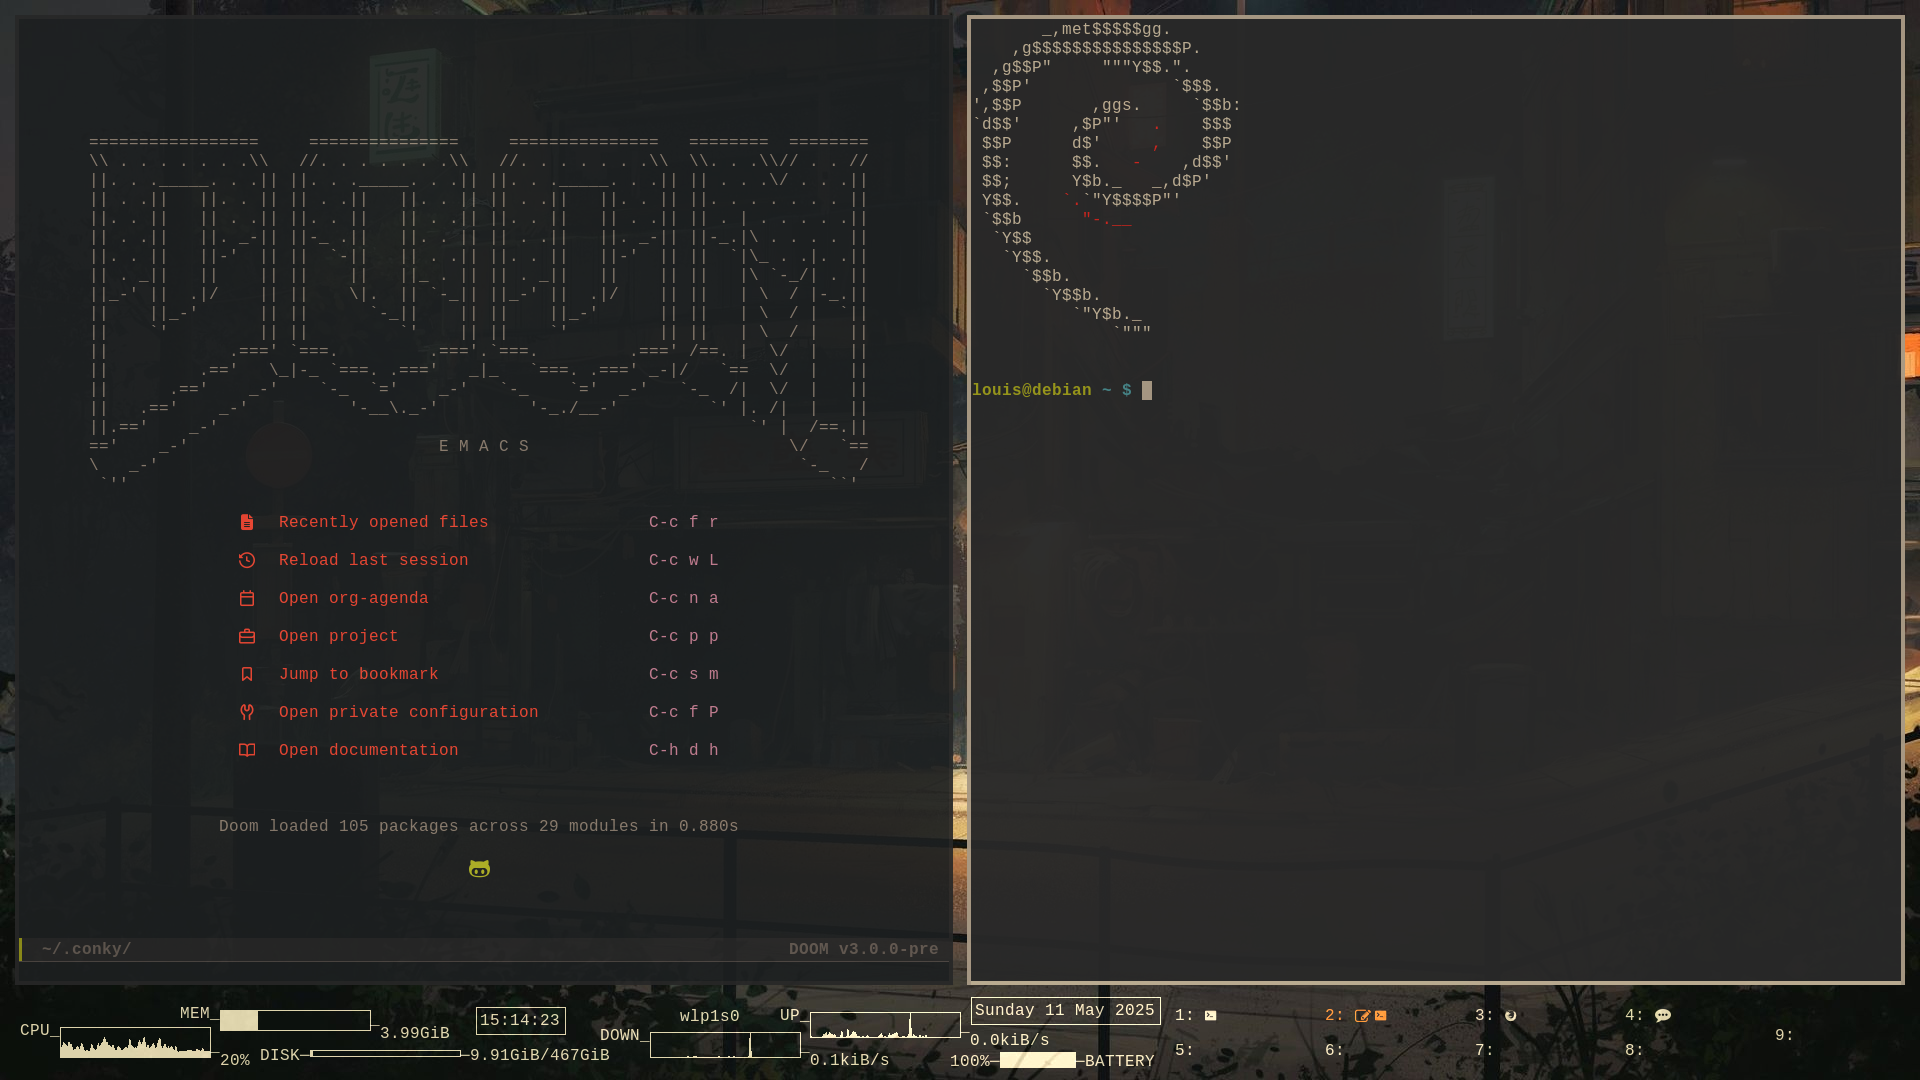 E M A C S
Recently opened files C-c f r
Reload last session C-c w L
Open org-agenda C-c n a
Open project C-c p p
Jump to bookmark C-c s m
Open private configuration C-c f P
Open documentation C-h d h
Doom loaded 105 packages across 29 modules in 0.880s
~/.conky/ DOOM v3.0.0-pre
_,met$$$$$gg.
,g$$$$$$$$$$$$$$$P.
,g$$P"     """Y$$.".
,$$P'              `$$$.
',$$P       ,ggs.     `$$b:
`d$$'     ,$P"'   .    $$$
$$P      d$'     ,    $$P
$$:      $$.   -    ,d$$'
$$;      Y$b._   _,d$P'
Y$$.    `.`"Y$$$$P"'
`$$b      "-.__
`Y$$
`Y$$.
`$$b.
`Y$$b.
`"Y$b._
`"""
louis@debian ~ $
CPU 20%
MEM 3.99GiB
DISK 9.91GiB/467GiB
15:14:23
wlp1s0
DOWN 0.1kiB/s
UP 0.0kiB/s
Sunday 11 May 2025
100% BATTERY
1: 2: 3: 4:
5: 6: 7: 8: 9: